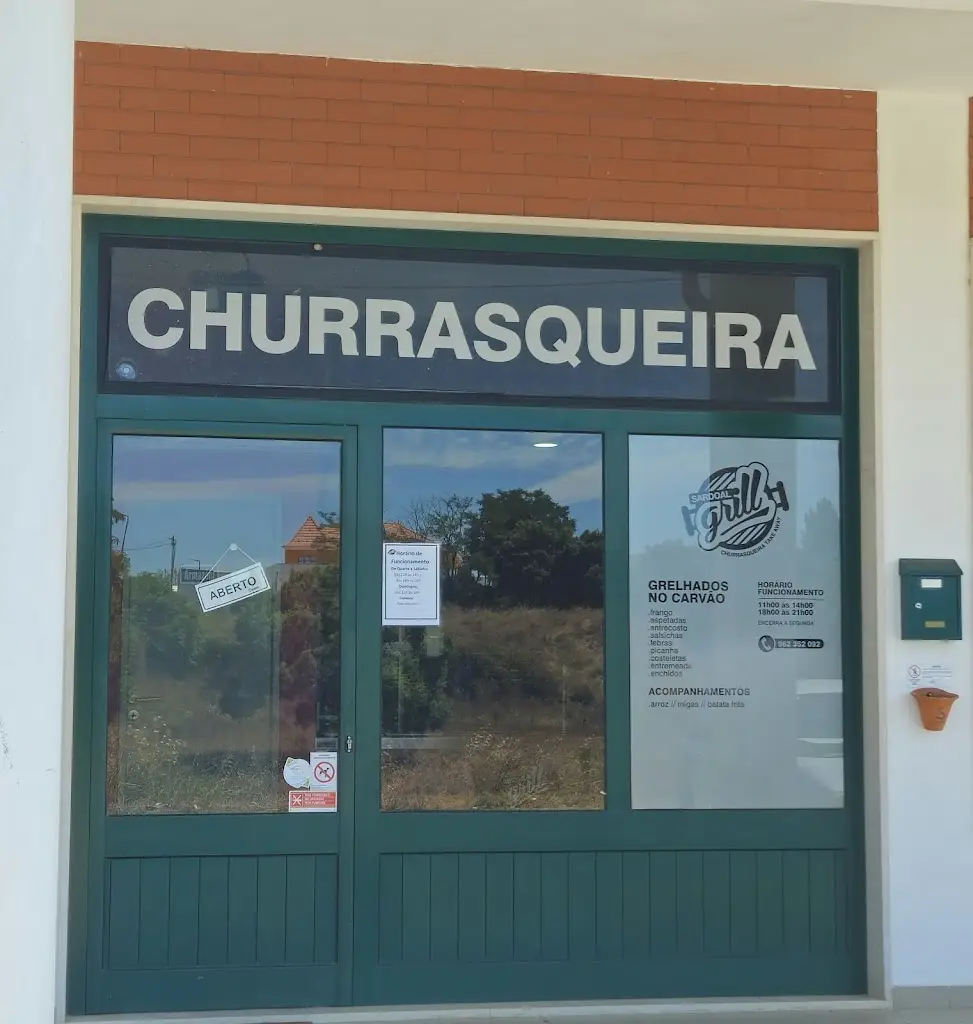 CHURRASQUEIRA
ABERTO
Horário de
Funcionamento
SARDOAL
grill
CHURRASQUEIRA TAKE AWAY
GRELHADOS
NO CARVÃO
.frango
.espetadas
.entrecosto
.salsichas
.febras
.picanha
.costeletas
.entremeada
.enchidos
ACOMPANHAMENTOS
.arroz // migas // batata frita
HORÁRIO
FUNCIONAMENTO
11h00 às 14h00
18h00 às 21h00
ENCERRA À SEGUNDA
962 352 092